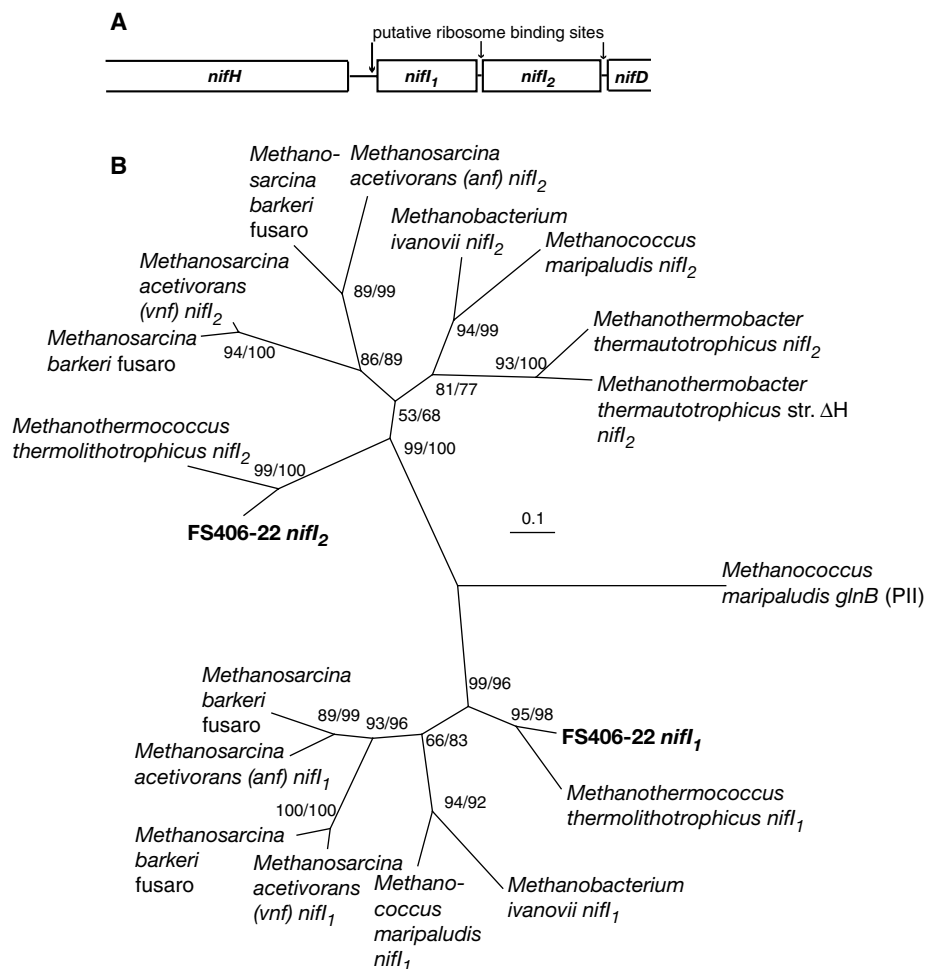 A
putative ribosome binding sites
nifH
nifI1
nifI2
nifD
B
Methano-
sarcina
barkeri
fusaro
Methanosarcina
acetivorans (anf) nifI2
Methanobacterium
ivanovii nifI2
Methanococcus
maripaludis nifI2
Methanosarcina
acetivorans
(vnf) nifI2
Methanosarcina
barkeri fusaro
89/99
94/99
94/100
86/89
93/100
81/77
Methanothermobacter
thermautotrophicus nifI2
Methanothermobacter
thermautotrophicus str. ΔH
nifI2
53/68
99/100
Methanothermococcus
thermolithotrophicus nifI2
99/100
FS406-22 nifI2
0.1
Methanococcus
maripaludis glnB (PII)
99/96
Methanosarcina
barkeri
fusaro
89/99
93/96
66/83
95/98
FS406-22 nifI1
Methanosarcina
acetivorans (anf) nifI1
Methanothermococcus
thermolithotrophicus nifI1
100/100
94/92
Methanosarcina
barkeri
fusaro
Methanosarcina
acetivorans
(vnf) nifI1
Methano-
coccus
maripaludis
nifI1
Methanobacterium
ivanovii nifI1